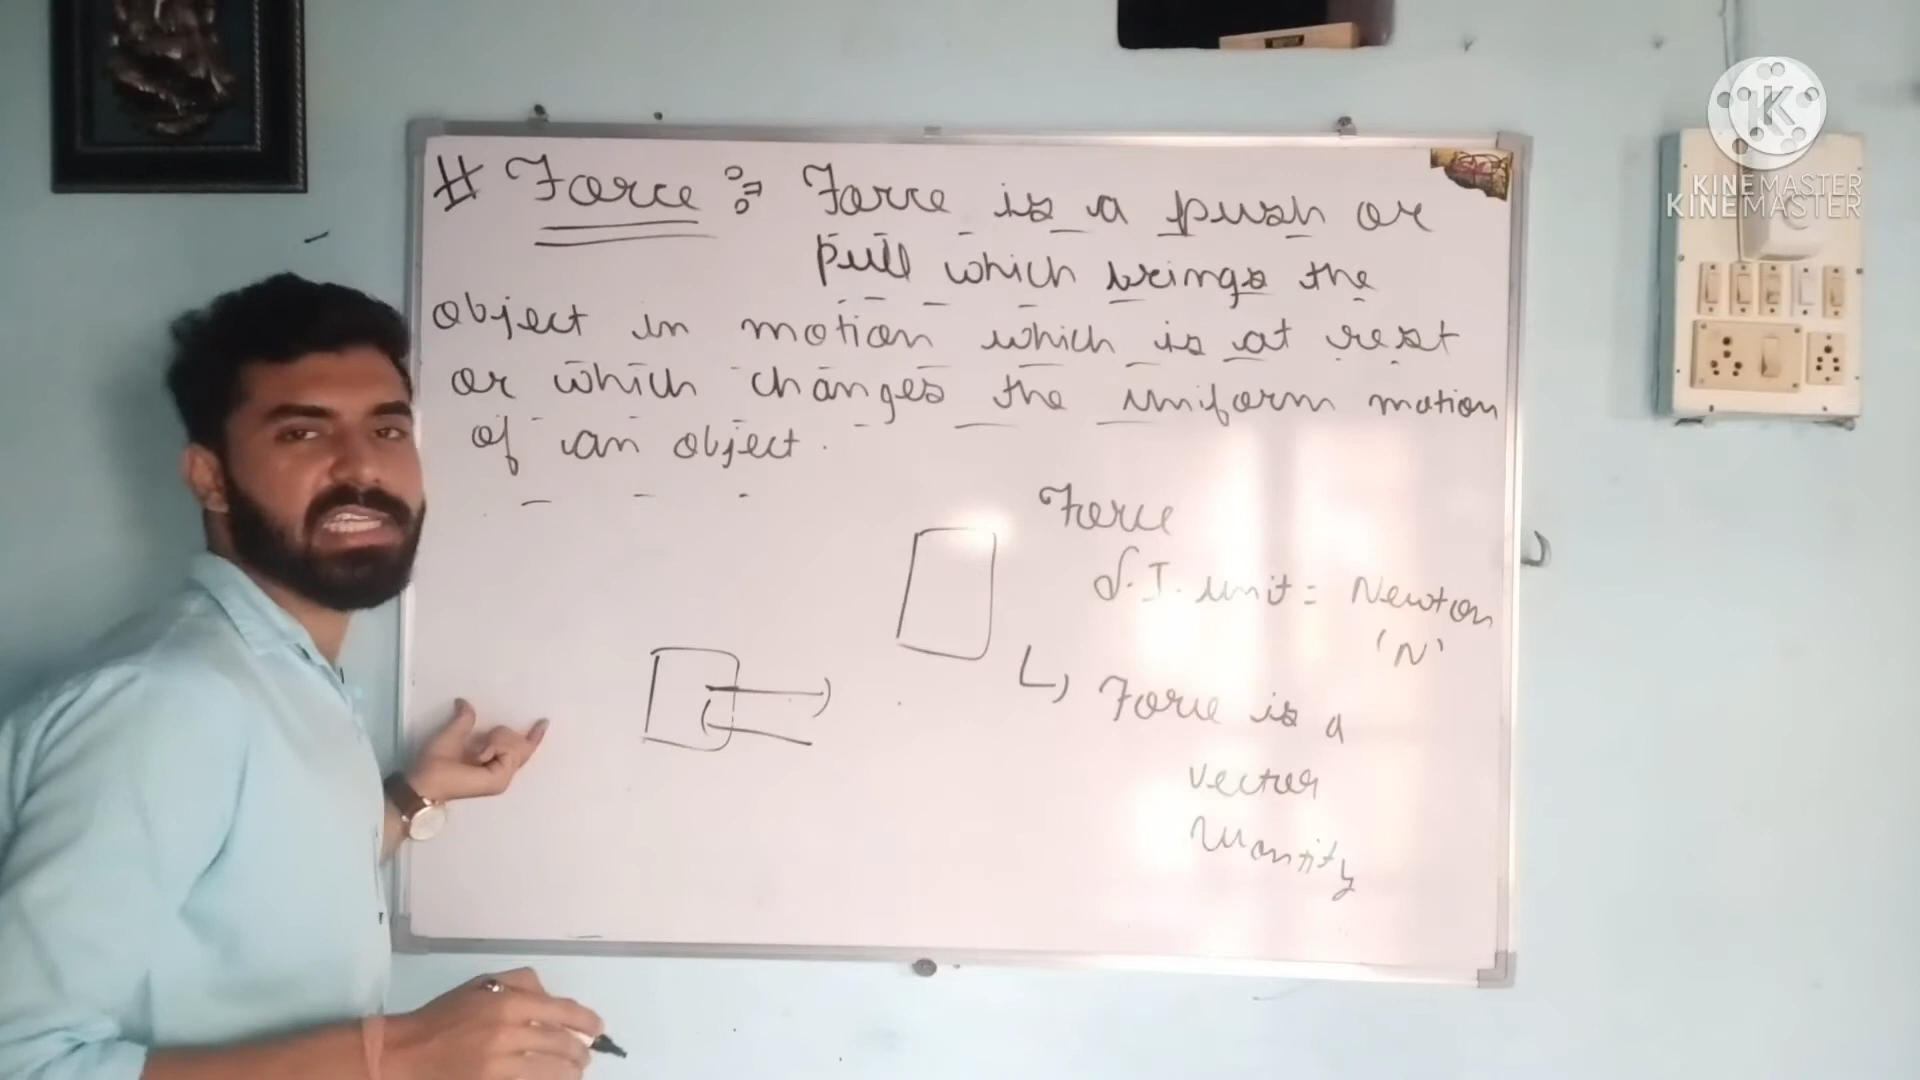 # Force :⇒ Force is a push or
pull which brings the
object in motion which is at rest
or which changes the uniform motion
of an object.
Force
S.I. unit = Newton
'N'
↳ Force is a
vector
Quantity
KINEMASTER
KINEMASTER